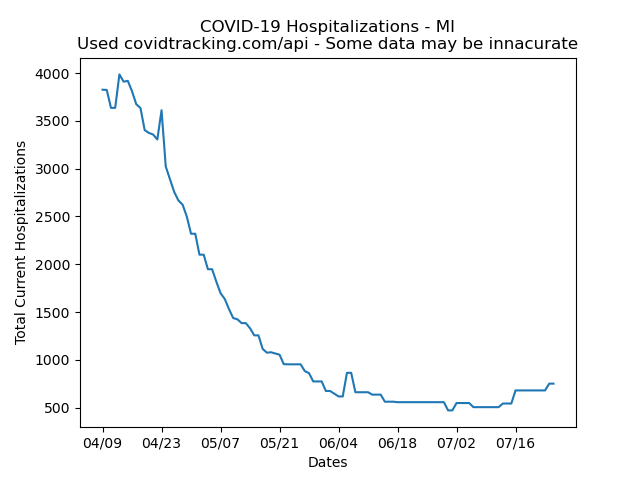 COVID-19 Hospitalizations - MI
Used covidtracking.com/api - Some data may be innacurate
4000
3500
3000
2500
2000
1500
1000
500
Total Current Hospitalizations
04/09 04/23 05/07 05/21 06/04 06/18 07/02 07/16
Dates